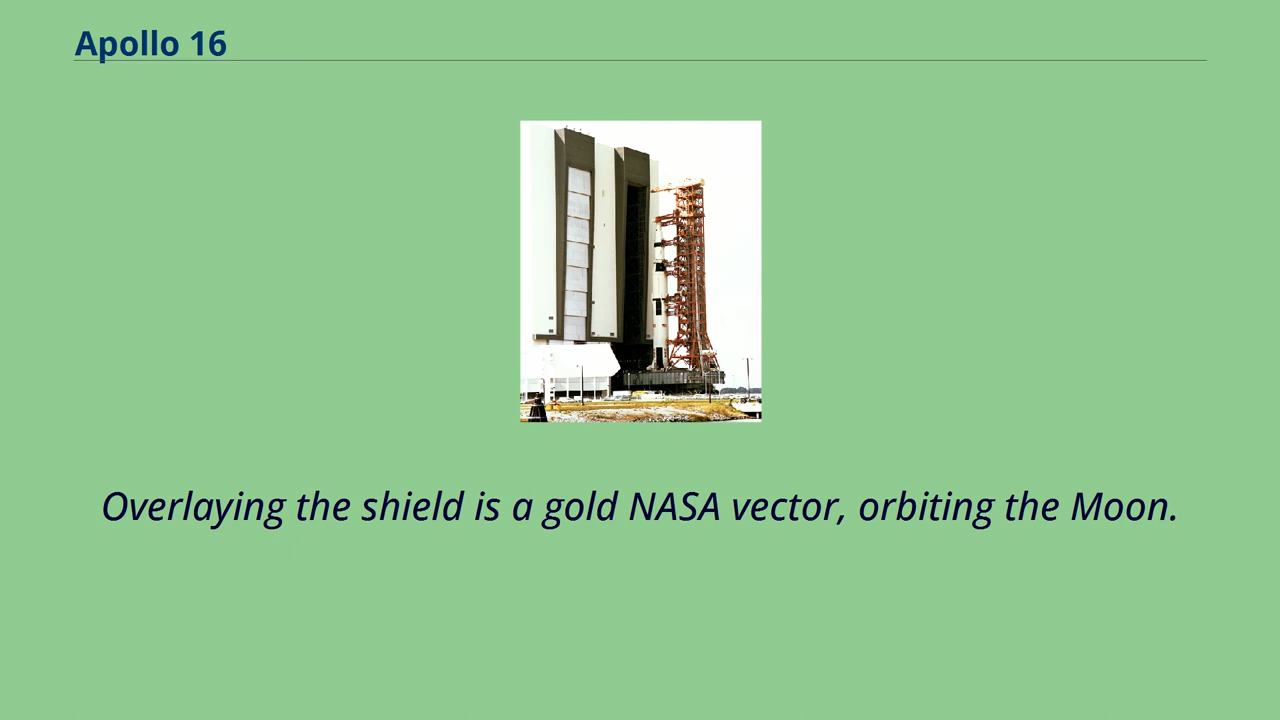 Apollo 16
Overlaying the shield is a gold NASA vector, orbiting the Moon.